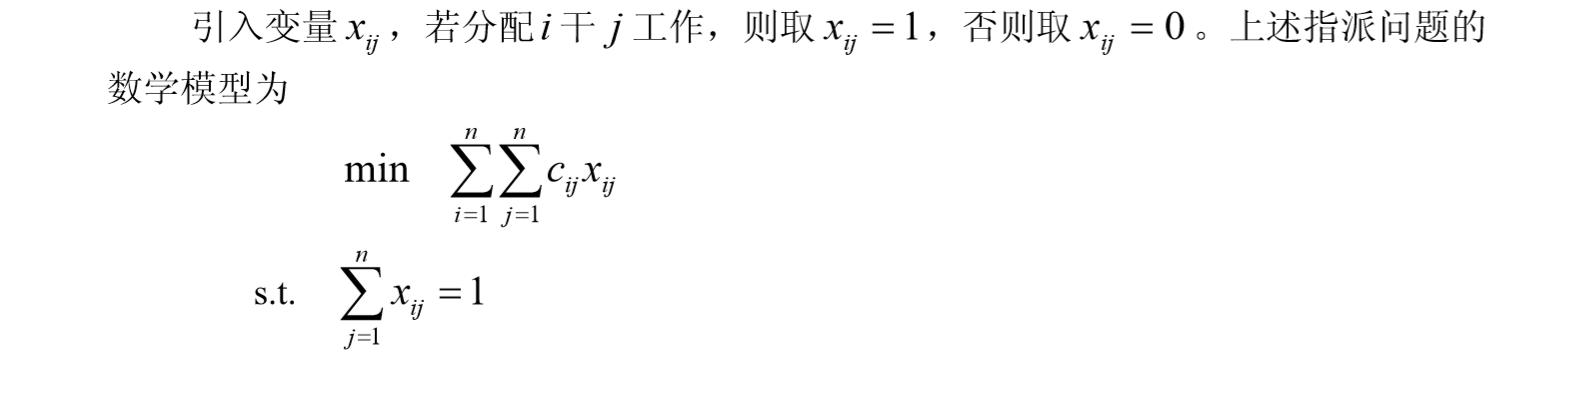 引入变量 $x_{ij}$，若分配 $i$ 干 $j$ 工作，则取 $x_{ij} = 1$，否则取 $x_{ij} = 0$。上述指派问题的
数学模型为
$\min \quad \sum_{i=1}^{n} \sum_{j=1}^{n} c_{ij} x_{ij}$
$\text{s.t.} \quad \sum_{j=1}^{n} x_{ij} = 1$